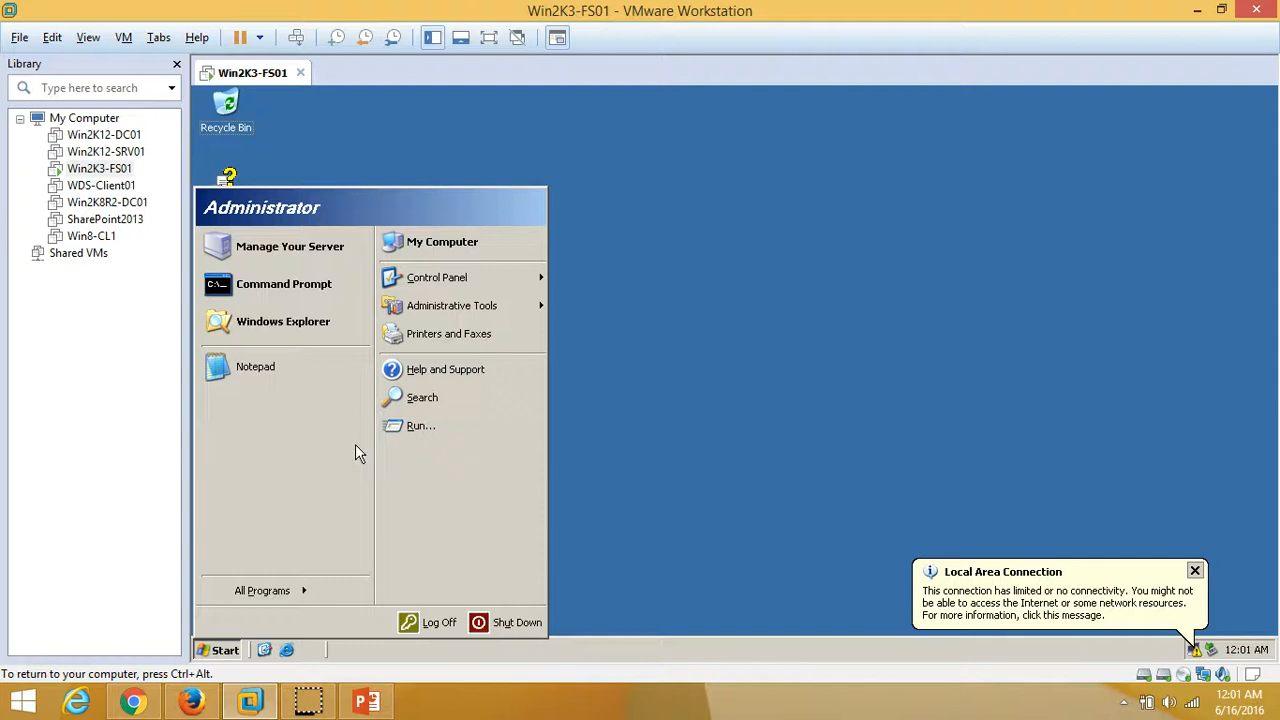 Win2K3-FS01 - VMware Workstation
File Edit View VM Tabs Help
Library
Type here to search
My Computer
Win2K12-DC01
Win2K12-SRV01
Win2K3-FS01
WDS-Client01
Win2K8R2-DC01
SharePoint2013
Win8-CL1
Shared VMs
Win2K3-FS01
Recycle Bin
Administrator
Manage Your Server
Command Prompt
Windows Explorer
Notepad
All Programs
My Computer
Control Panel
Administrative Tools
Printers and Faxes
Help and Support
Search
Run...
Log Off
Shut Down
Local Area Connection
This connection has limited or no connectivity. You might not
be able to access the Internet or some network resources.
For more information, click this message.
Start
12:01 AM
To return to your computer, press Ctrl+Alt.
12:01 AM
6/16/2016